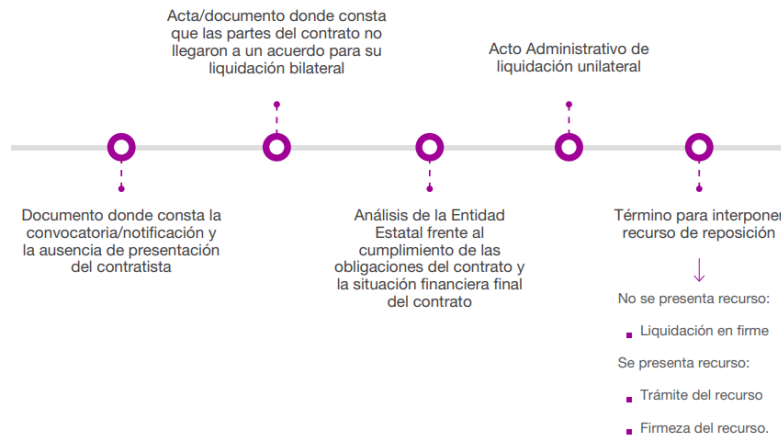 Acta/documento donde consta
que las partes del contrato no
llegaron a un acuerdo para su
liquidación bilateral
Acto Administrativo de
liquidación unilateral
Documento donde consta la
convocatoria/notificación y
la ausencia de presentación
del contratista
Análisis de la Entidad
Estatal frente al
cumplimiento de las
obligaciones del contrato y
la situación financiera final
del contrato
Término para interponer
recurso de reposición
No se presenta recurso:
Liquidación en firme
Se presenta recurso:
Trámite del recurso
Firmeza del recurso.